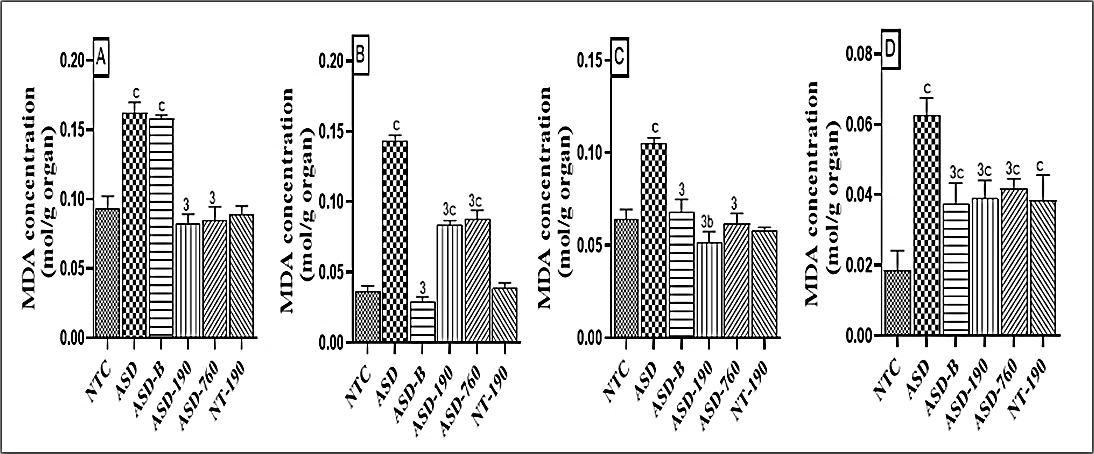 A
MDA concentration
(mol/g organ)
0.20
0.15
0.10
0.05
0.00
c
c
3
3
NTC
ASD
ASD-B
ASD-190
ASD-760
NT-190
B
MDA concentration
(mol/g organ)
0.20
0.15
0.10
0.05
0.00
c
3
3c
3c
NTC
ASD
ASD-B
ASD-190
ASD-760
NT-190
C
MDA concentration
(mol/g organ)
0.15
0.10
0.05
0.00
c
3
3b
3
NTC
ASD
ASD-B
ASD-190
ASD-760
NT-190
D
MDA concentration
(mol/g organ)
0.08
0.06
0.04
0.02
0.00
c
3c
3c
3c
c
NTC
ASD
ASD-B
ASD-190
ASD-760
NT-190